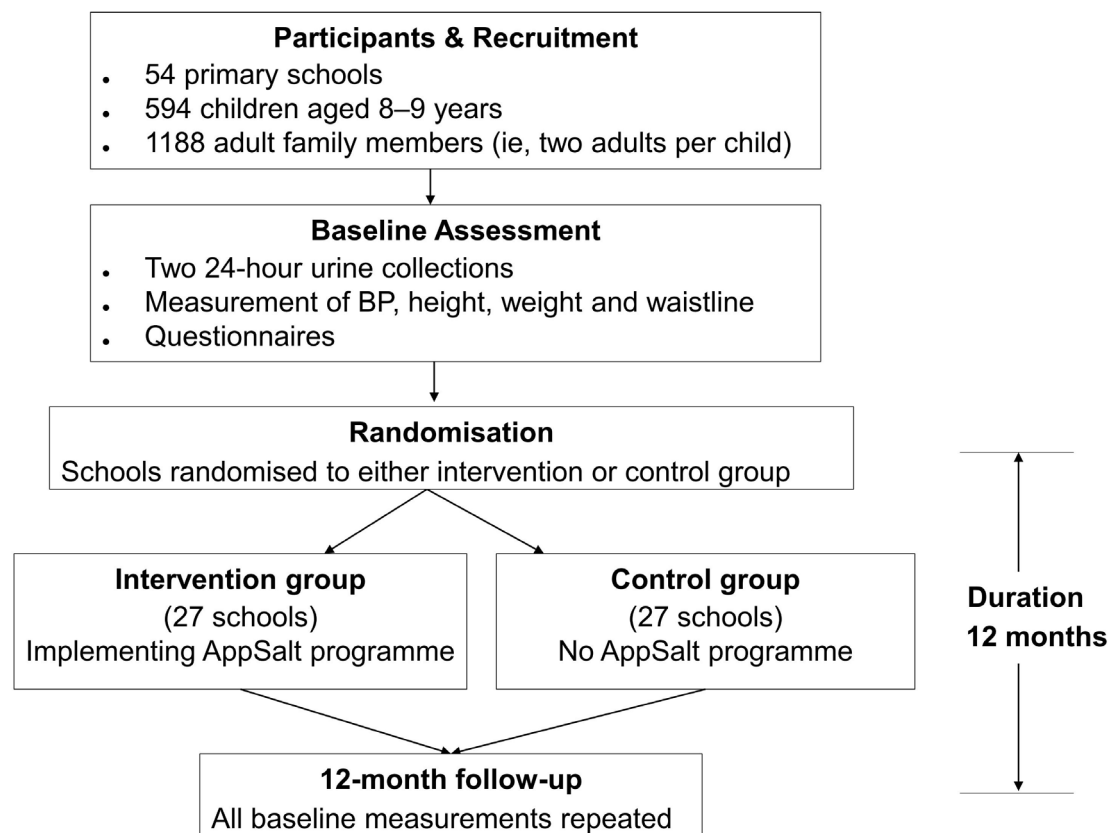 Participants & Recruitment
• 54 primary schools
• 594 children aged 8–9 years
• 1188 adult family members (ie, two adults per child)
Baseline Assessment
• Two 24-hour urine collections
• Measurement of BP, height, weight and waistline
• Questionnaires
Randomisation
Schools randomised to either intervention or control group
Intervention group
(27 schools)
Implementing AppSalt programme
Control group
(27 schools)
No AppSalt programme
Duration
12 months
12-month follow-up
All baseline measurements repeated